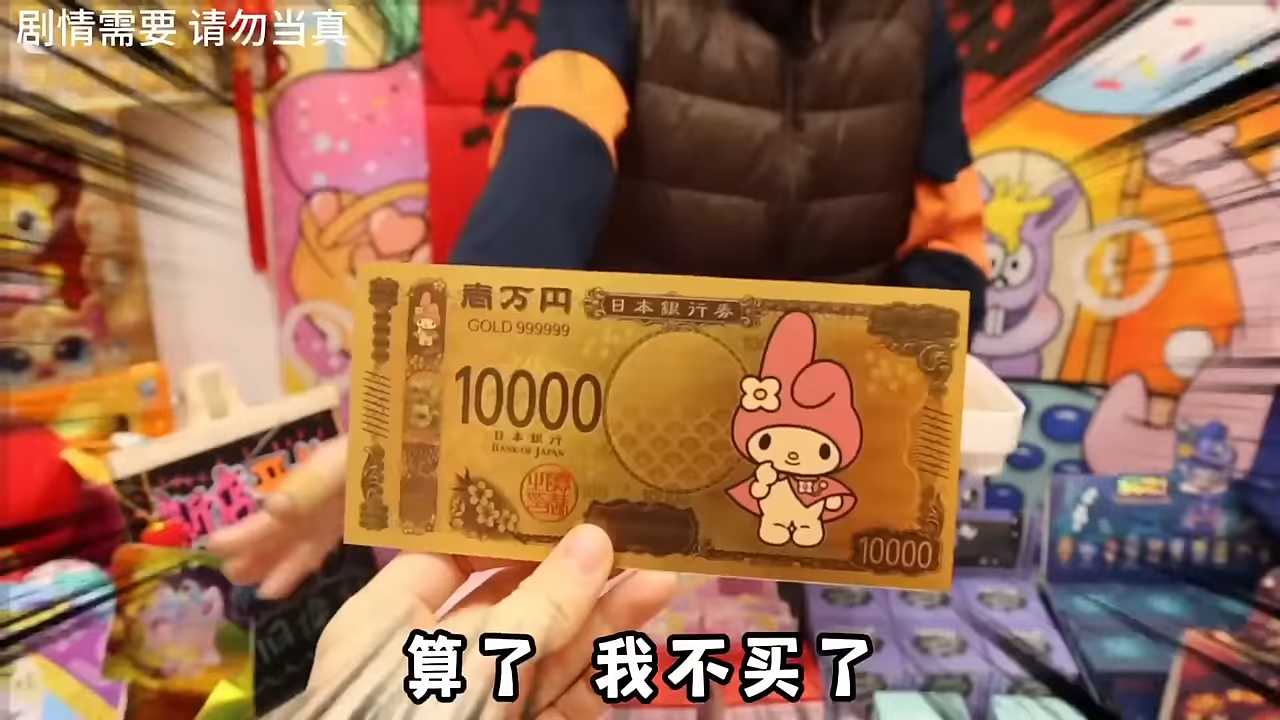 剧情需要 请勿当真
壱万円
日本銀行券
GOLD 999999
10000
日本銀行
BANK OF JAPAN
10000
算了 我不买了